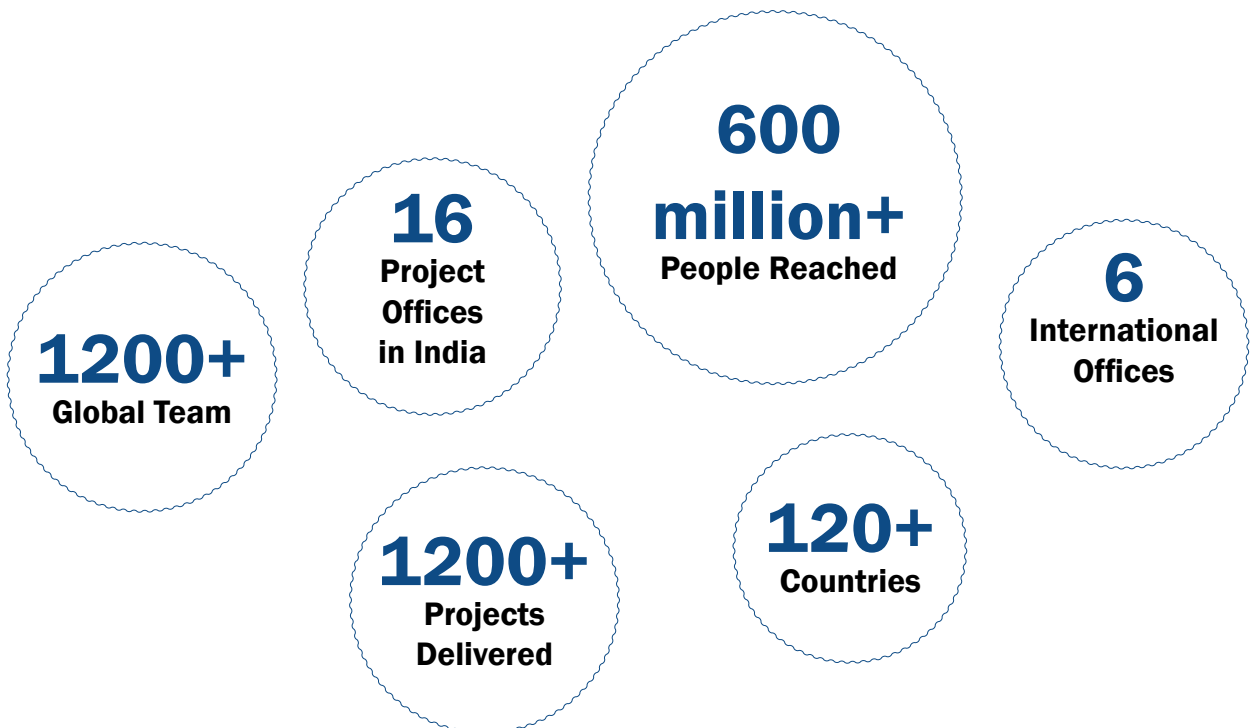 600
million+
People Reached
16
Project
Offices
in India
6
International
Offices
1200+
Global Team
120+
Countries
1200+
Projects
Delivered